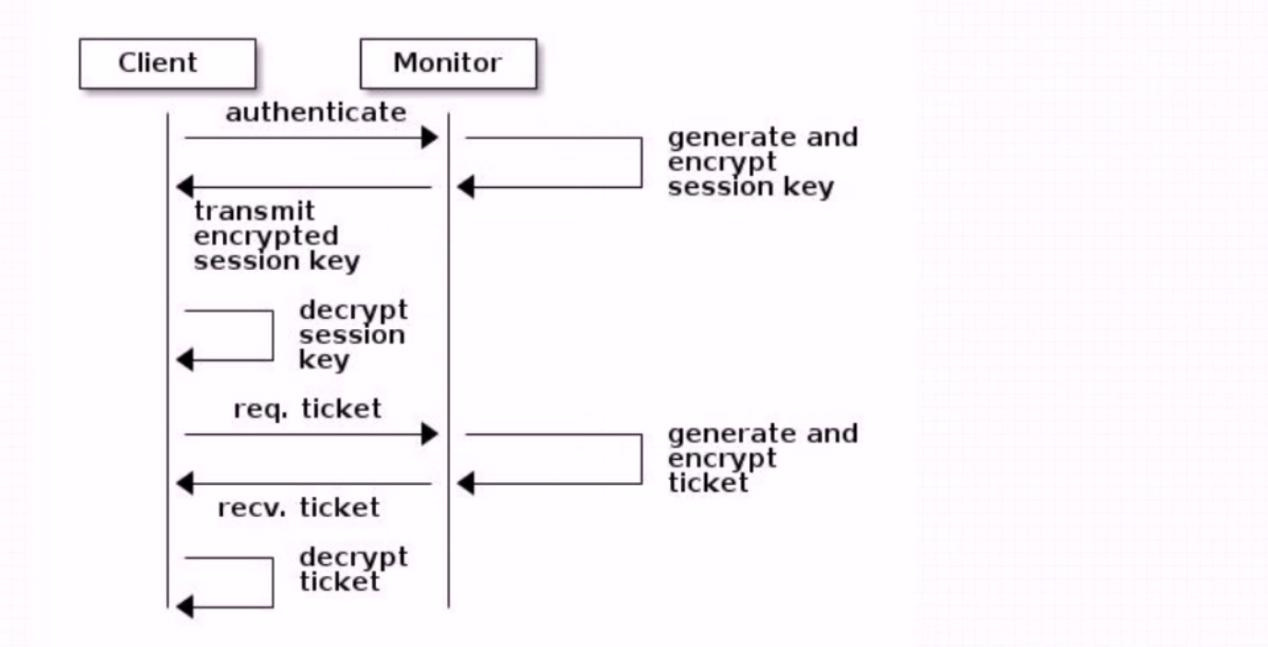 Client
Monitor
authenticate
generate and
encrypt
session key
transmit
encrypted
session key
decrypt
session
key
req. ticket
generate and
encrypt
ticket
recv. ticket
decrypt
ticket